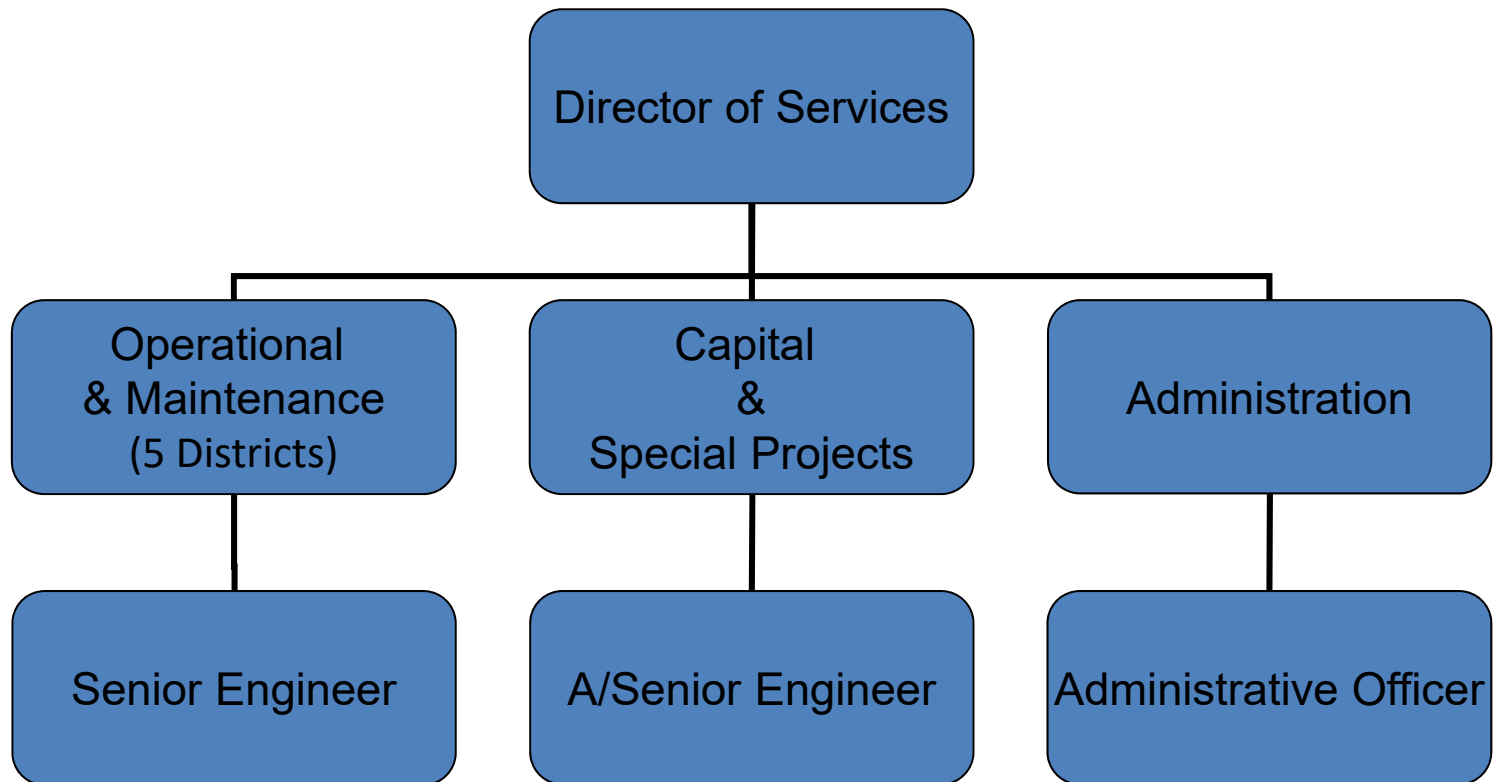 Director of Services
Operational
& Maintenance
(5 Districts)
Capital
&
Special Projects
Administration
Senior Engineer
A/Senior Engineer
Administrative Officer